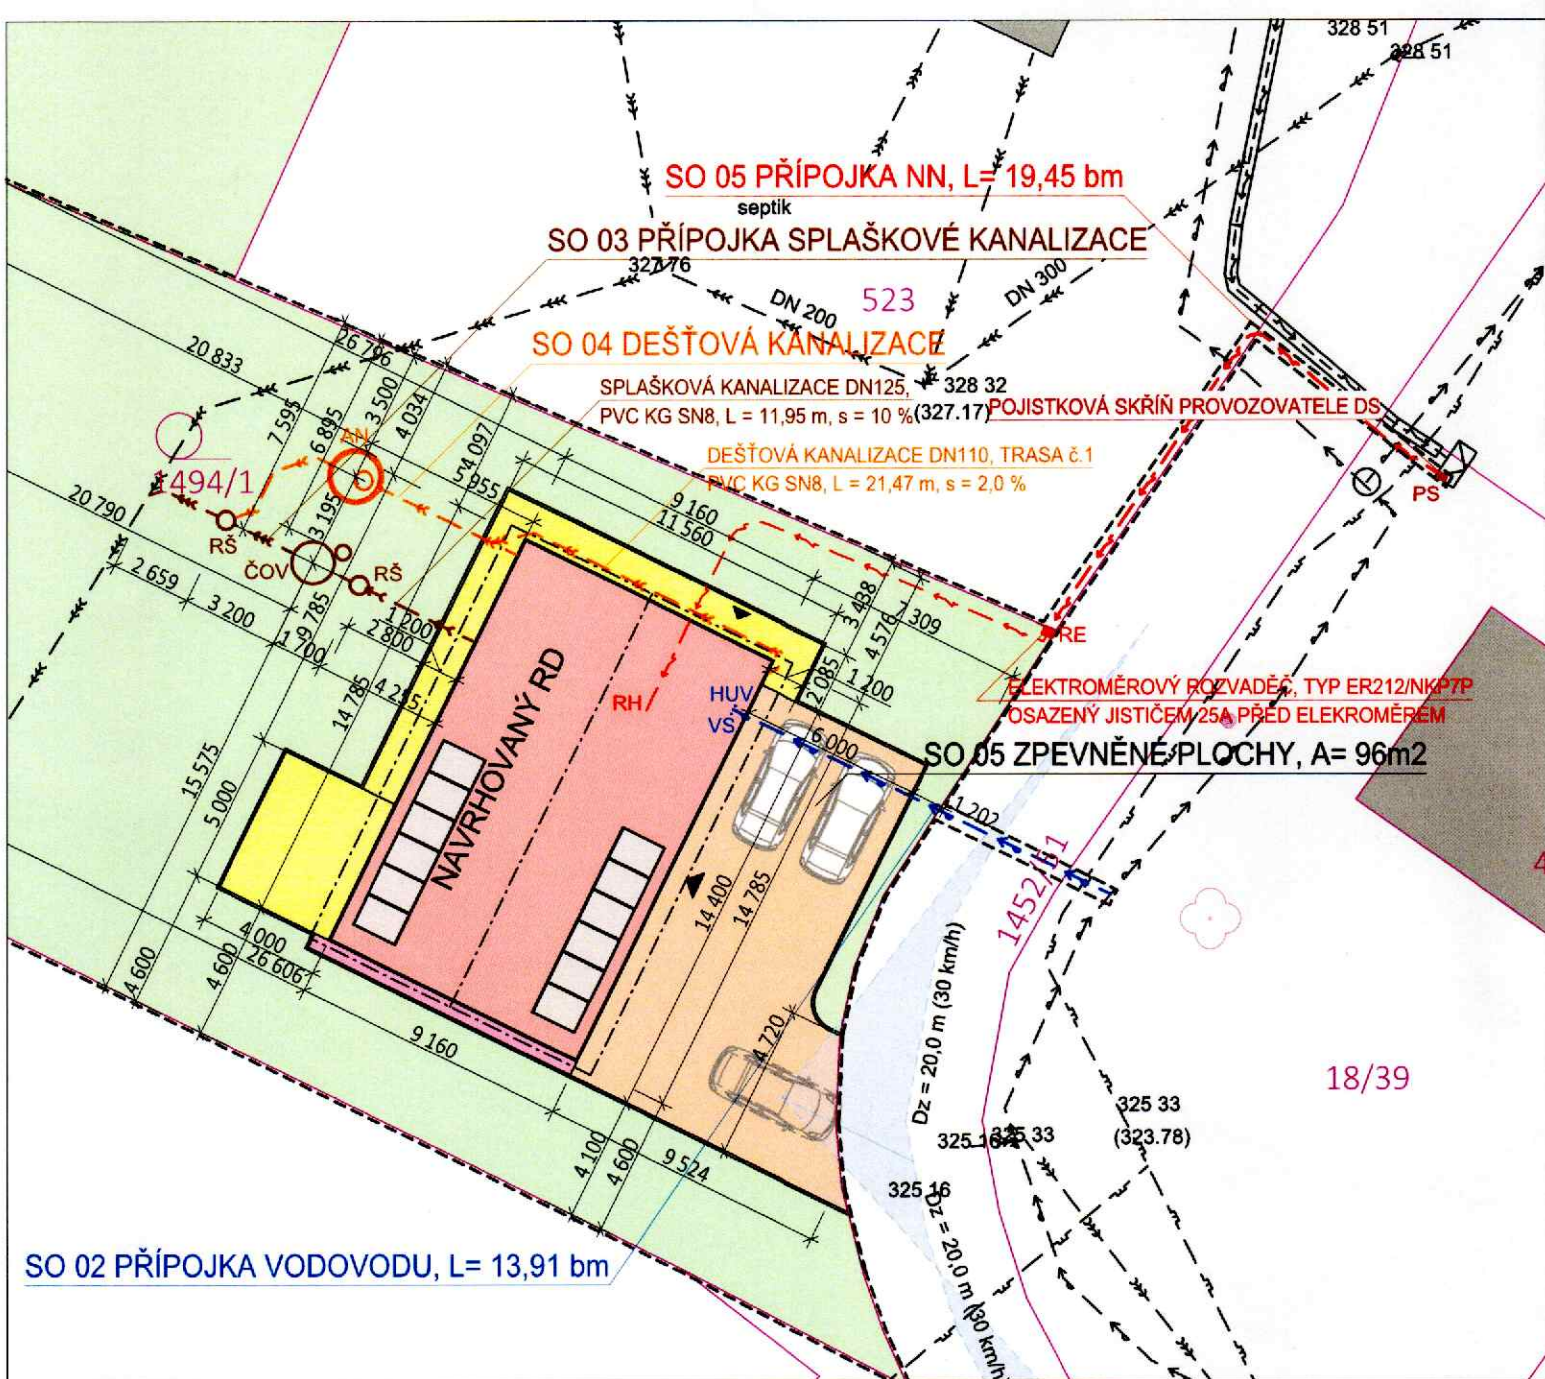 328 51
328 51
SO 05 PŘÍPOJKA NN, L= 19,45 bm
septik
SO 03 PŘÍPOJKA SPLAŠKOVÉ KANALIZACE
327 76
DN 200
523
DN 300
SO 04 DEŠŤOVÁ KANALIZACE
20 833
26 796
SPLAŠKOVÁ KANALIZACE DN125,
PVC KG SN8, L = 11,95 m, s = 10 %
328 32
(327.17)
POJISTKOVÁ SKŘÍŇ PROVOZOVATELE DS
7 595
6 895
3 500
4 034
AN
4 097
5 955
DEŠŤOVÁ KANALIZACE DN110, TRASA č.1
PVC KG SN8, L = 21,47 m, s = 2,0 %
1494/1
20 790
3 195
9 160
11 560
PS
RŠ
ČOV
RŠ
2 659
3 200
1 700
9 785
1 200
2 800
4 255
14 785
3 438
4 576
7 309
RE
2 085
1 200
RH
HUV
VŠ
NAVRHOVANÝ RD
ELEKTROMĚROVÝ ROZVADĚČ, TYP ER212/NKP7P
OSAZENÝ JISTIČEM 25A PŘED ELEKROMĚREM
6 000
SO 05 ZPEVNĚNÉ PLOCHY, A= 96m2
15 575
5 000
1 202
14 400
14 785
4 000
26 606
4 600
4 600
9 160
4 720
Dz = 20,0 m (30 km/h)
18/39
325 33
(323.78)
325 16
325 33
325 16
4 100
4 600
9 524
Dz = 20,0 m (30 km/h)
SO 02 PŘÍPOJKA VODOVODU, L= 13,91 bm